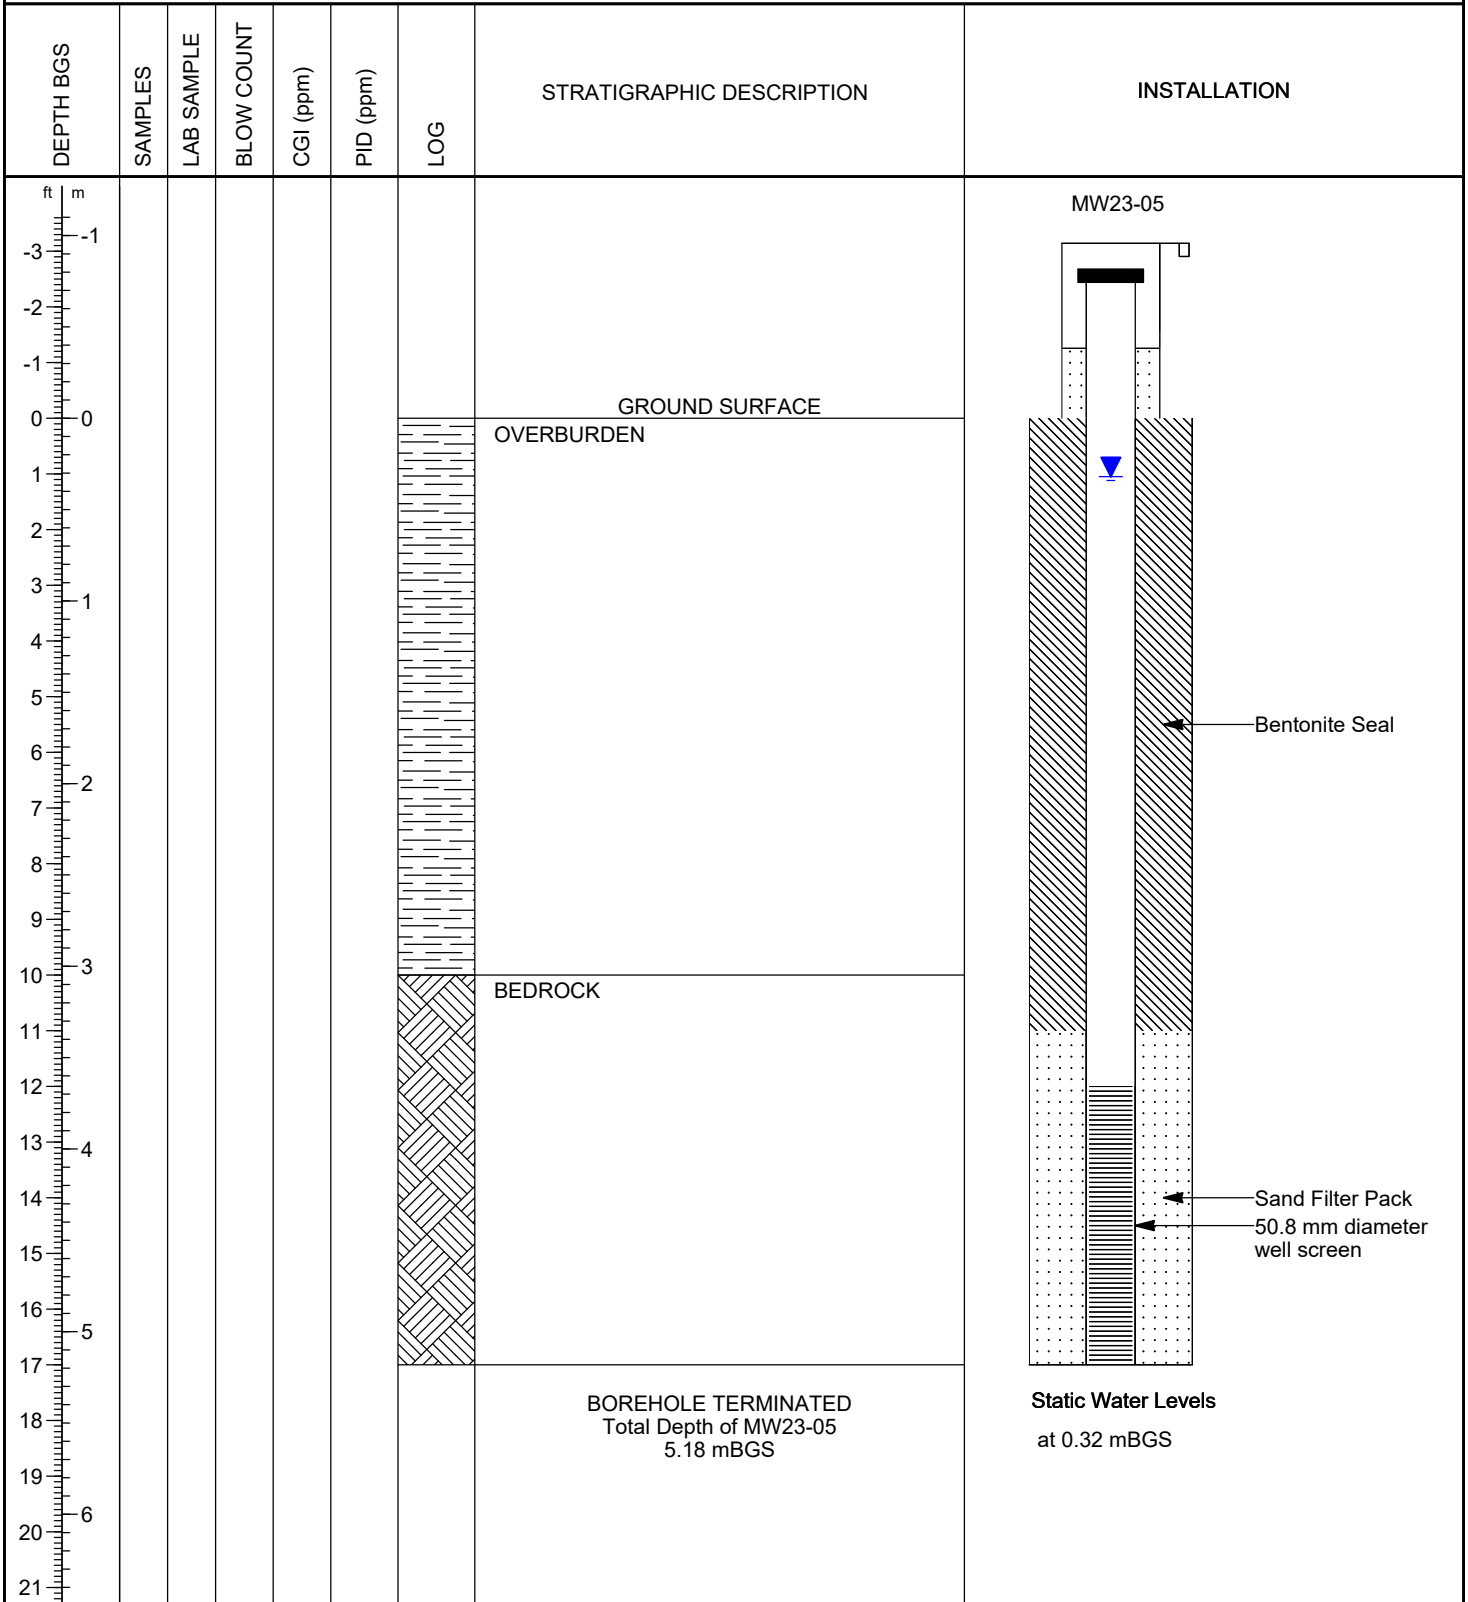 DEPTH BGS
SAMPLES
LAB SAMPLE
BLOW COUNT
CGI (ppm)
PID (ppm)
LOG
STRATIGRAPHIC DESCRIPTION
INSTALLATION
ft m
MW23-05
-1
-3
-2
-1
GROUND SURFACE
0 0
OVERBURDEN
1
2
3
1
4
5
Bentonite Seal
6
2
7
8
9
3
10
BEDROCK
11
12
13
4
14
Sand Filter Pack
50.8 mm diameter
well screen
15
16
5
17
BOREHOLE TERMINATED
Total Depth of MW23-05
5.18 mBGS
Static Water Levels
at 0.32 mBGS
18
19
6
20
21